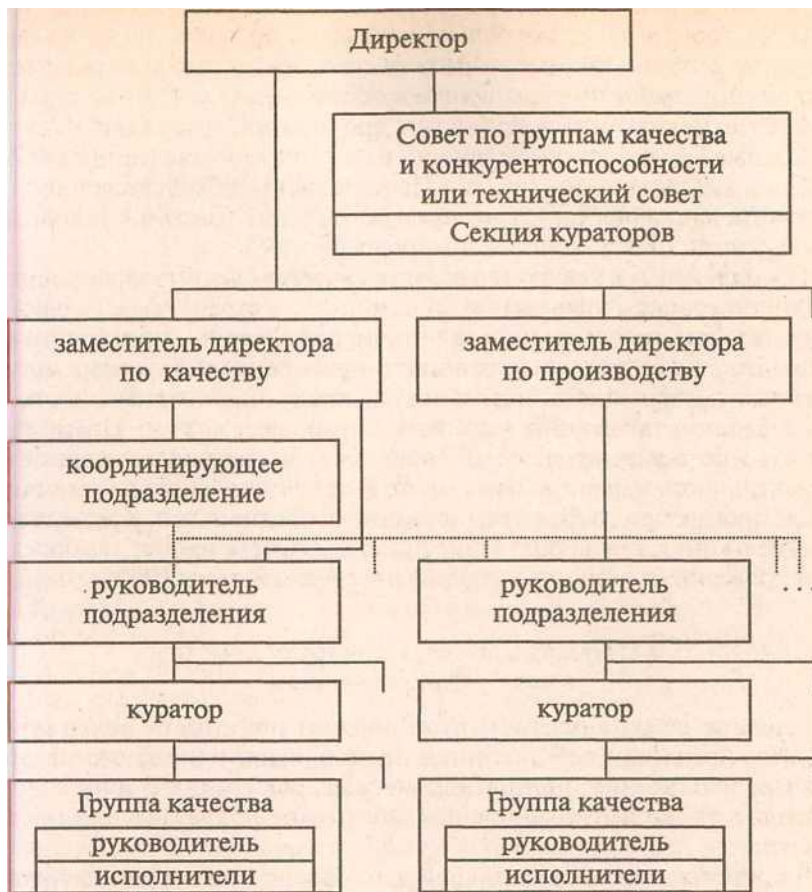 Директор
Совет по группам качества
и конкурентоспособности
или технический совет
Секция кураторов
заместитель директора
по качеству
заместитель директора
по производству
координирующее
подразделение
руководитель
подразделения
руководитель
подразделения
...
куратор
куратор
Группа качества
руководитель
исполнители
Группа качества
руководитель
исполнители